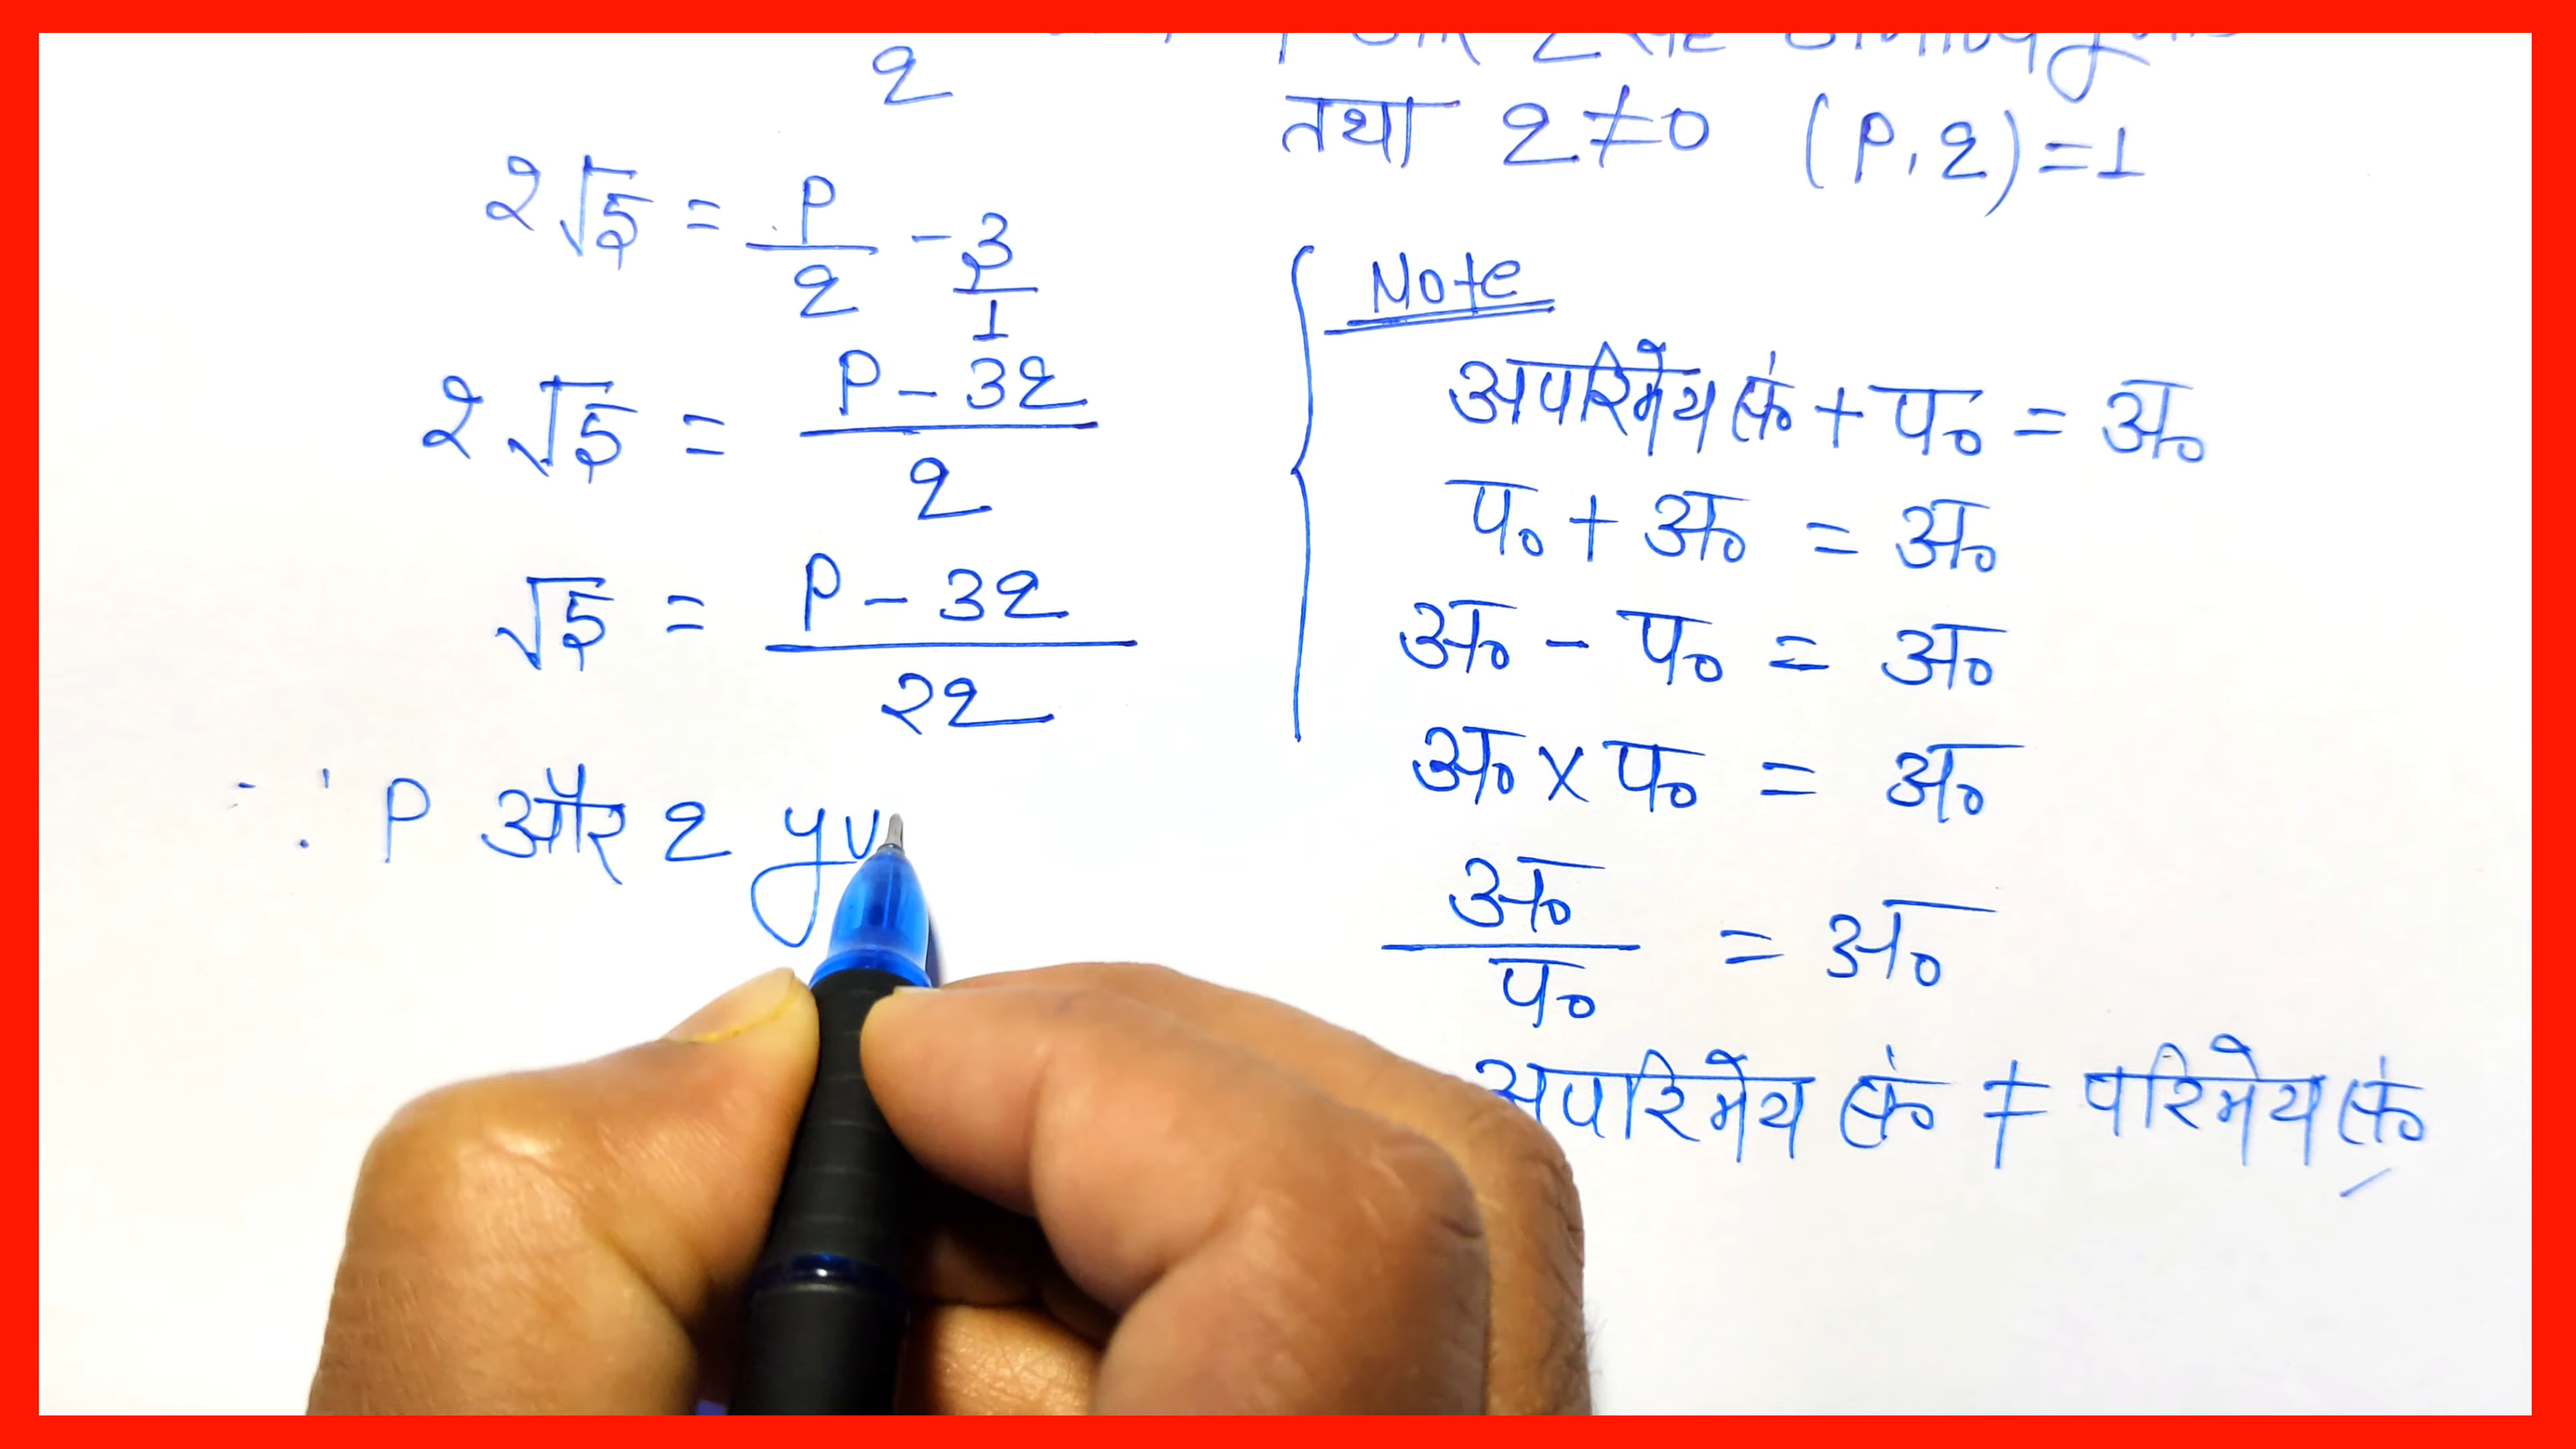 q
तथा q ≠ 0 (P, q) = 1
2√5 = P/q - 3/1
2√5 = P - 3q / q
√5 = P - 3q / 2q
∵ P और q पू
Note
अपरिमेय सं० + प० = अ०
प० + अ० = अ०
अ० - प० = अ०
अ० × प० = अ०
अ०/प० = अ०
अपरिमेय सं० ≠ परिमेय सं०